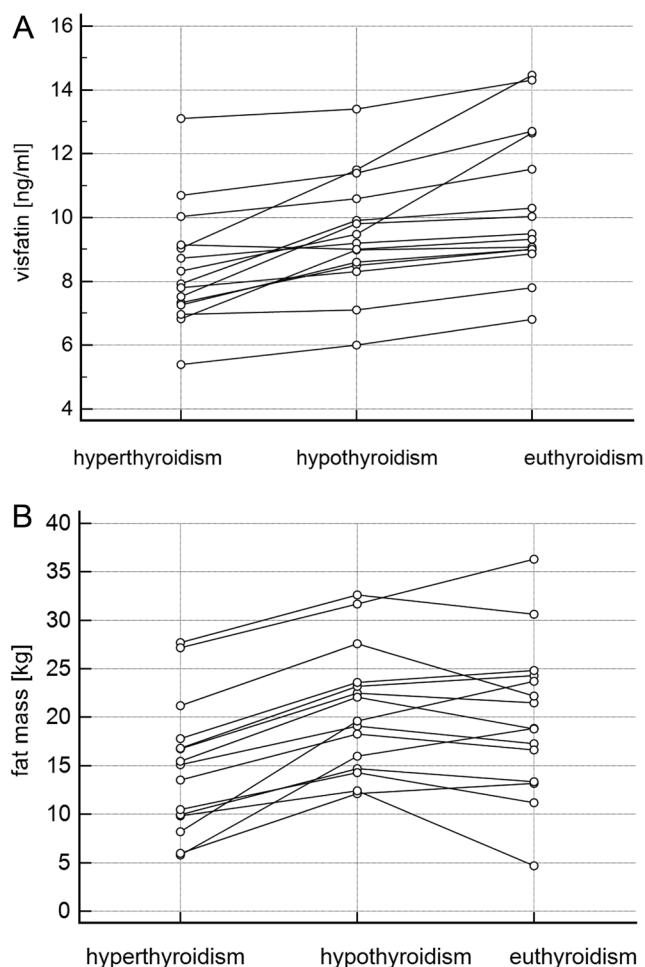 A
16
14
12
10
8
6
4
visfatin [ng/ml]
hyperthyroidism hypothyroidism euthyroidism
B
40
35
30
25
20
15
10
5
0
fat mass [kg]
hyperthyroidism hypothyroidism euthyroidism